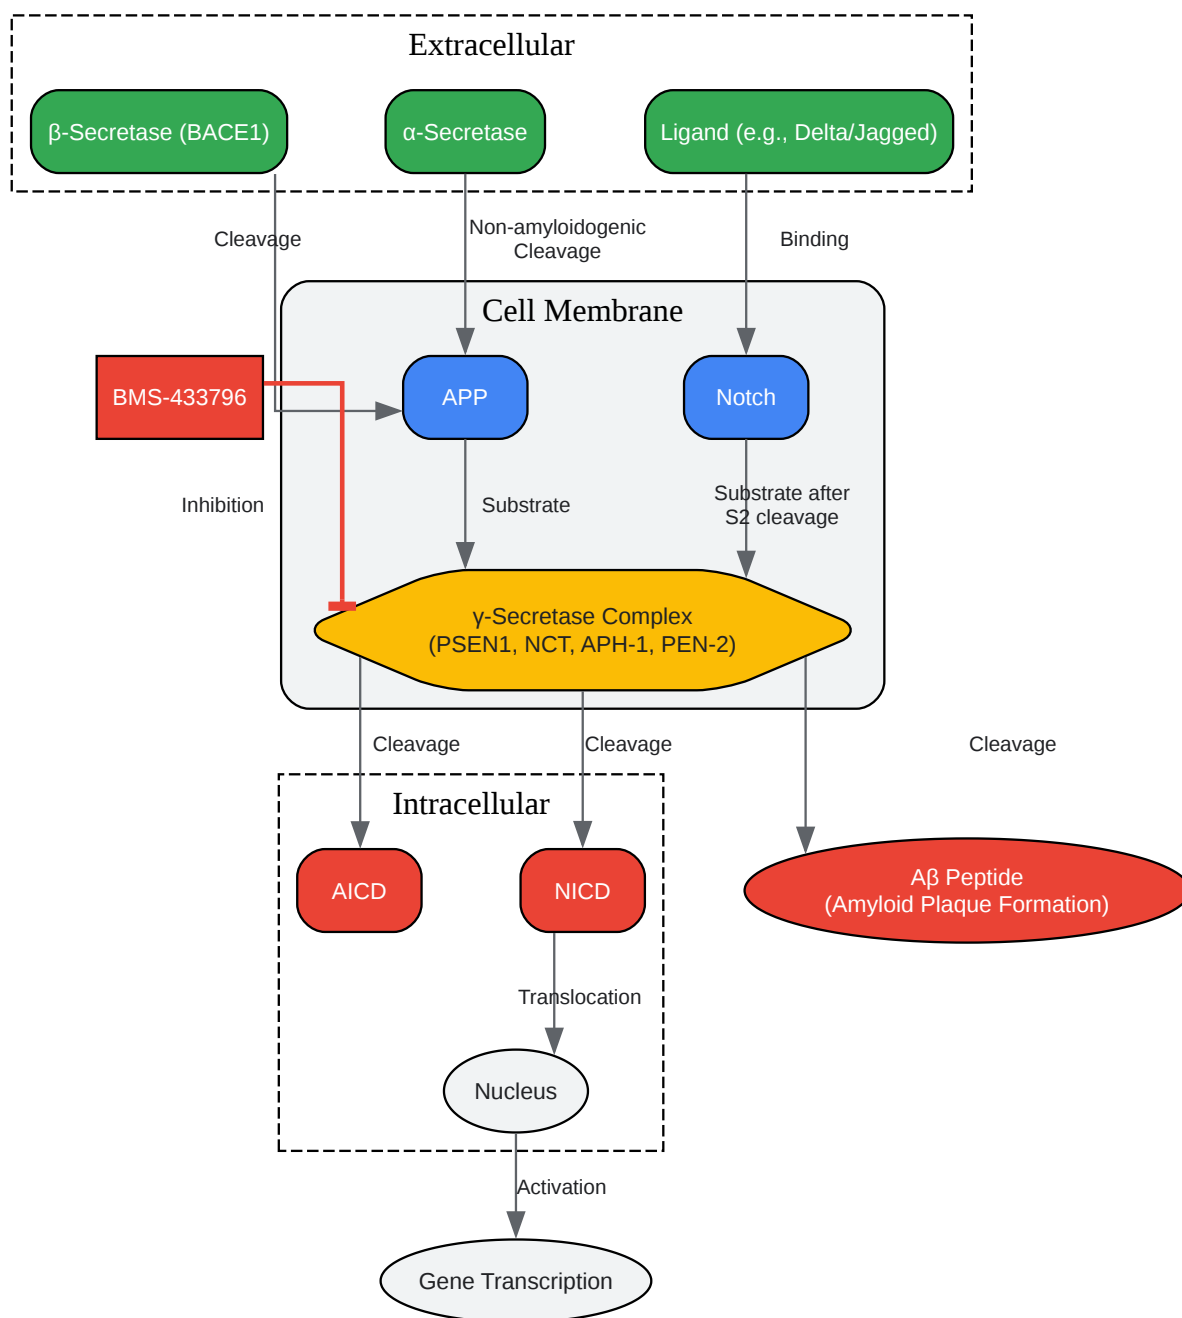 Extracellular
β-Secretase (BACE1)
α-Secretase
Ligand (e.g., Delta/Jagged)
Cleavage
Non-amyloidogenic
Cleavage
Binding
Cell Membrane
BMS-433796
APP
Notch
Inhibition
Substrate
Substrate after
S2 cleavage
γ-Secretase Complex
(PSEN1, NCT, APH-1, PEN-2)
Cleavage
Cleavage
Cleavage
Intracellular
AICD
NICD
Aβ Peptide
(Amyloid Plaque Formation)
Translocation
Nucleus
Activation
Gene Transcription